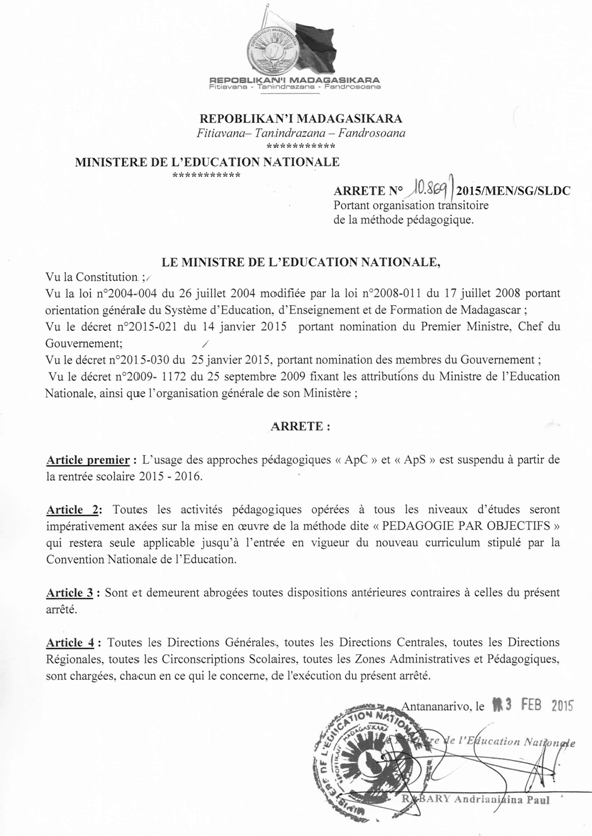 REPOBLIKAN'I MADAGASIKARA
Fitiavana - Tanindrazana - Fandrosoana
REPOBLIKAN'I MADAGASIKARA
Fitiavana– Tanindrazana – Fandrosoana
***********
MINISTERE DE L'EDUCATION NATIONALE
***********
ARRETE N° 10.869/2015/MEN/SG/SLDC
Portant organisation transitoire
de la méthode pédagogique.
LE MINISTRE DE L'EDUCATION NATIONALE,
Vu la Constitution ;
Vu la loi n°2004-004 du 26 juillet 2004 modifiée par la loi n°2008-011 du 17 juillet 2008 portant
orientation générale du Système d'Education, d'Enseignement et de Formation de Madagascar ;
Vu le décret n°2015-021 du 14 janvier 2015 portant nomination du Premier Ministre, Chef du
Gouvernement;
Vu le décret n°2015-030 du 25 janvier 2015, portant nomination des membres du Gouvernement ;
Vu le décret n°2009- 1172 du 25 septembre 2009 fixant les attributions du Ministre de l'Education
Nationale, ainsi que l'organisation générale de son Ministère ;
ARRETE :
Article premier : L'usage des approches pédagogiques « ApC » et « ApS » est suspendu à partir de
la rentrée scolaire 2015 - 2016.
Article 2: Toutes les activités pédagogiques opérées à tous les niveaux d'études seront
impérativement axées sur la mise en œuvre de la méthode dite « PEDAGOGIE PAR OBJECTIFS »
qui restera seule applicable jusqu'à l'entrée en vigueur du nouveau curriculum stipulé par la
Convention Nationale de l'Education.
Article 3 : Sont et demeurent abrogées toutes dispositions antérieures contraires à celles du présent
arrêté.
Article 4 : Toutes les Directions Générales, toutes les Directions Centrales, toutes les Directions
Régionales, toutes les Circonscriptions Scolaires, toutes les Zones Administratives et Pédagogiques,
sont chargées, chacun en ce qui le concerne, de l'exécution du présent arrêté.
Antananarivo, le 3 FEB 2015
de l'Education Nationale
MINISTERE DE L'EDUCATION NATIONALE
REPOBLIKAN'I MADAGASIKARA
RABARY Andrianiaina Paul